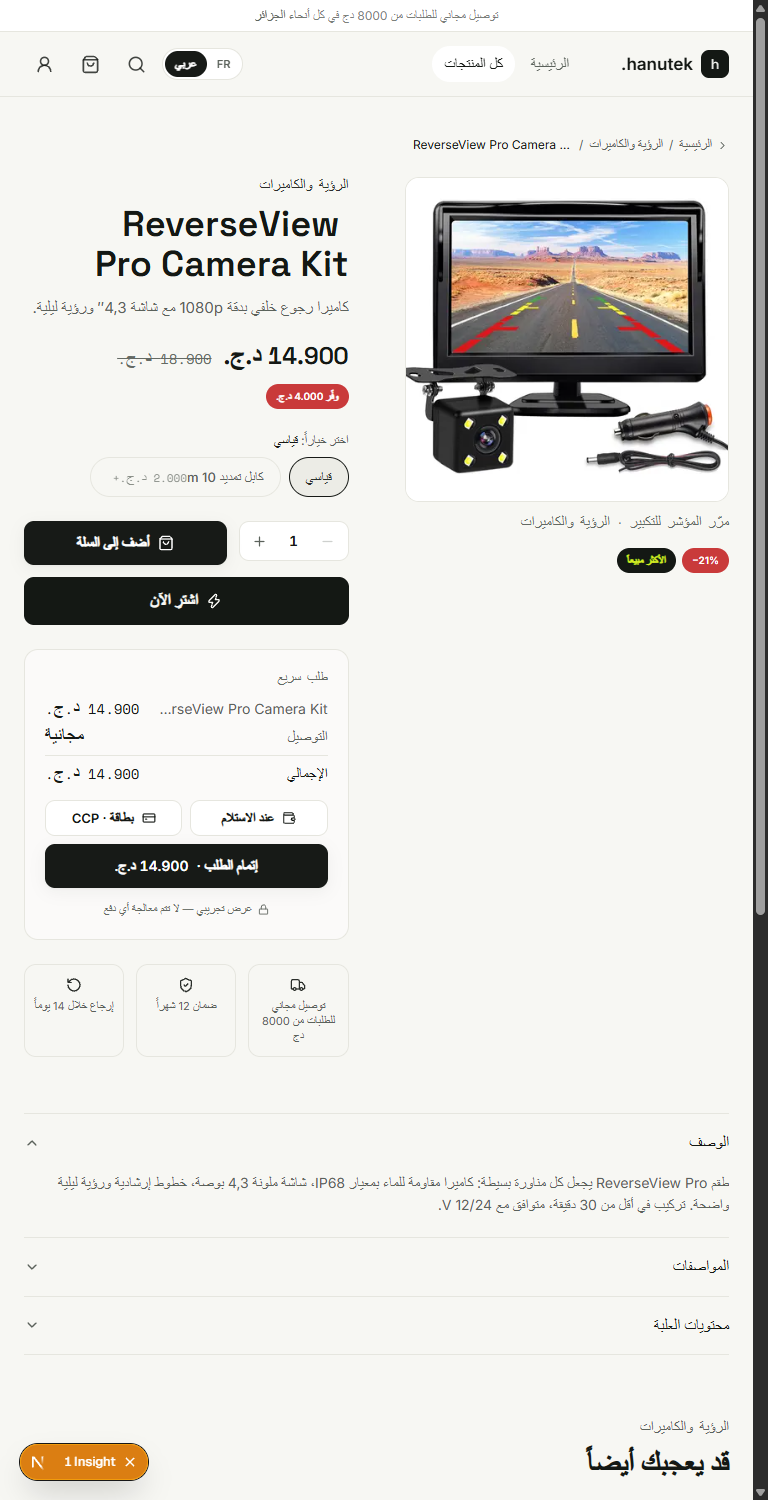 توصيل مجاني للطلبات من 8000 دج في كل أنحاء الجزائر
h hanutek.
الرئيسية
كل المنتجات
FR
عربي
الرئيسية / الرؤية والكاميرات / ReverseView Pro Camera ...
الرؤية والكاميرات
ReverseView
Pro Camera Kit
كاميرا رجوع خلفي بدقة 1080p مع شاشة 4,3" ورؤية ليلية.
14.900 د.ج. 18.900 د.ج.
وفّر 4.000 د.ج.
اختر خياراً: قياسي
قياسي
كابل تمديد 10 m 2.000 د.ج.+
1
أضف إلى السلة
اشتر الآن
مرّر المؤشر للتكبير · الرؤية والكاميرات
−21%
الأكثر مبيعاً
طلب سريع
...rseView Pro Camera Kit 14.900 د.ج.
التوصيل مجانية
الإجمالي 14.900 د.ج.
عند الاستلام
بطاقة · CCP
إتمام الطلب · 14.900 د.ج.
عرض تجريبي — لا تتم معالجة أي دفع
توصيل مجاني
للطلبات من 8000
دج
ضمان 12 شهراً
إرجاع خلال 14 يوماً
الوصف
طقم ReverseView Pro يجعل كل مناورة بسيطة: كاميرا مقاومة للماء بمعيار IP68، شاشة ملونة 4,3 بوصة، خطوط إرشادية ورؤية ليلية
واضحة. تركيب في أقل من 30 دقيقة، متوافق مع 12/24 V.
المواصفات
محتويات العلبة
الرؤية والكاميرات
قد يعجبك أيضاً
N 1 Insight